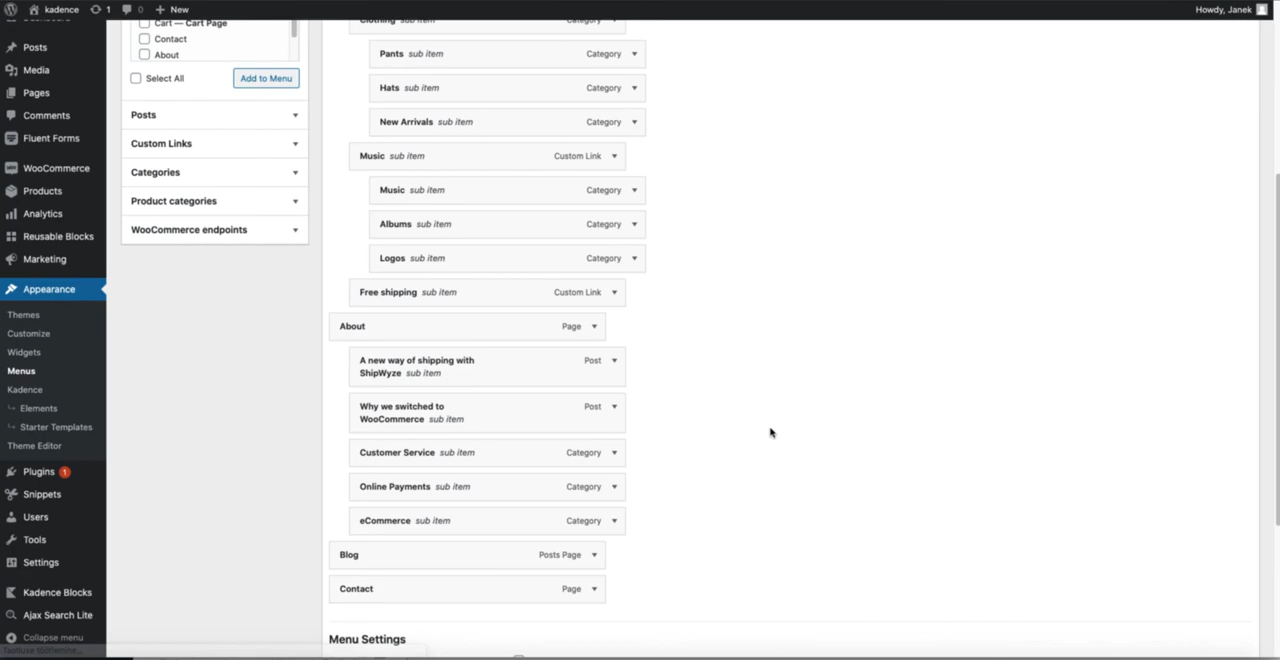 kadence 1 0 New Howdy, Janek
Posts
Media
Pages
Comments
Fluent Forms
WooCommerce
Products
Analytics
Reusable Blocks
Marketing
Appearance
Themes
Customize
Widgets
Menus
Kadence
Elements
Starter Templates
Theme Editor
Plugins 1
Snippets
Users
Tools
Settings
Kadence Blocks
Ajax Search Lite
Collapse menu
Cart — Cart Page
Contact
About
Select All Add to Menu
Posts
Custom Links
Categories
Product categories
WooCommerce endpoints
Clothing Category
Pants sub item Category
Hats sub item Category
New Arrivals sub item Category
Music sub item Custom Link
Music sub item Category
Albums sub item Category
Logos sub item Category
Free shipping sub item Custom Link
About Page
A new way of shipping with Post
ShipWyze sub item
Why we switched to Post
WooCommerce sub item
Customer Service sub item Category
Online Payments sub item Category
eCommerce sub item Category
Blog Posts Page
Contact Page
Menu Settings